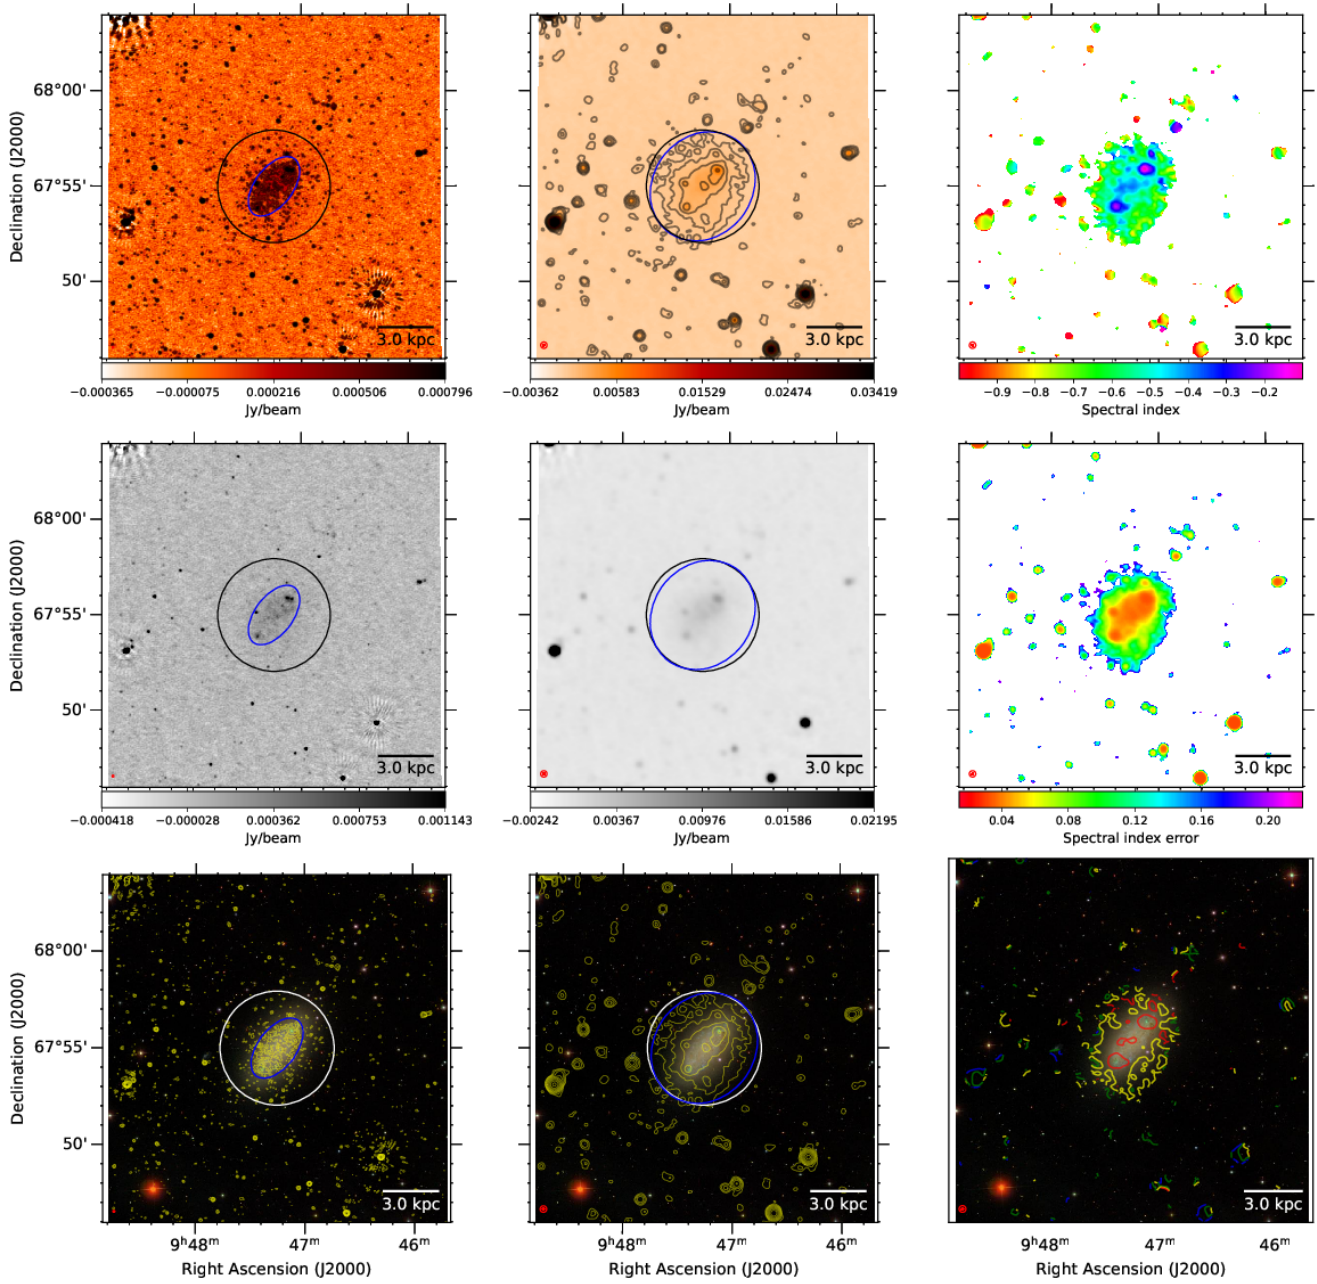 Declination (J2000)
68°00'
67°55'
50'
3.0 kpc
3.0 kpc
3.0 kpc
−0.000365 −0.000075 0.000216 0.000506 0.000796
Jy/beam
−0.00362 0.00583 0.01529 0.02474 0.03419
Jy/beam
−0.9 −0.8 −0.7 −0.6 −0.5 −0.4 −0.3 −0.2
Spectral index
Declination (J2000)
68°00'
67°55'
50'
3.0 kpc
3.0 kpc
3.0 kpc
−0.000418 −0.000028 0.000362 0.000753 0.001143
Jy/beam
−0.00242 0.00367 0.00976 0.01586 0.02195
Jy/beam
0.04 0.08 0.12 0.16 0.20
Spectral index error
Declination (J2000)
68°00'
67°55'
50'
3.0 kpc
3.0 kpc
3.0 kpc
9ʰ48ᵐ 47ᵐ 46ᵐ
Right Ascension (J2000)
9ʰ48ᵐ 47ᵐ 46ᵐ
Right Ascension (J2000)
9ʰ48ᵐ 47ᵐ 46ᵐ
Right Ascension (J2000)